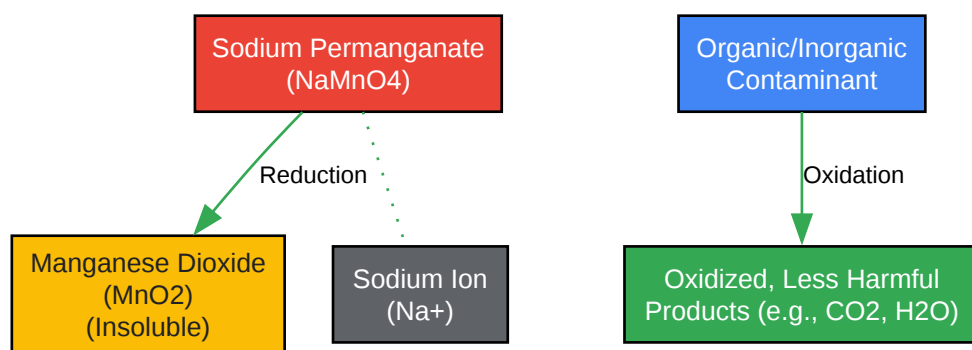 Sodium Permanganate
(NaMnO4)
Organic/Inorganic
Contaminant
Reduction
Oxidation
Manganese Dioxide
(MnO2)
(Insoluble)
Sodium Ion
(Na+)
Oxidized, Less Harmful
Products (e.g., CO2, H2O)